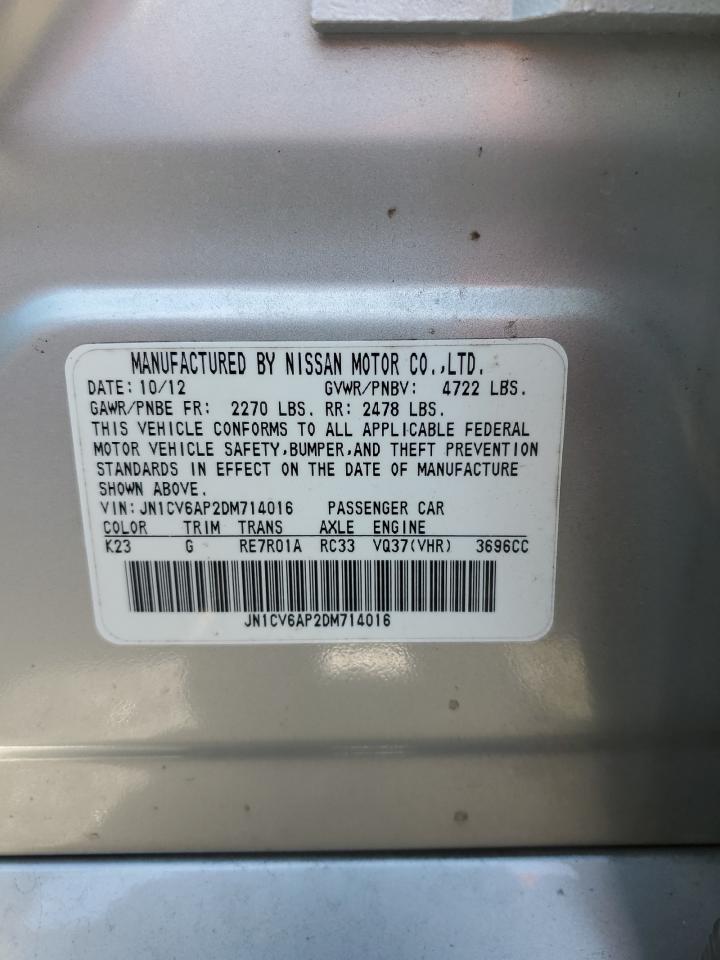 MANUFACTURED BY NISSAN MOTOR CO.,LTD.
DATE: 10/12 GVWR/PNBV: 4722 LBS.
GAWR/PNBE FR: 2270 LBS. RR: 2478 LBS.
THIS VEHICLE CONFORMS TO ALL APPLICABLE FEDERAL
MOTOR VEHICLE SAFETY,BUMPER,AND THEFT PREVENTION
STANDARDS IN EFFECT ON THE DATE OF MANUFACTURE
SHOWN ABOVE.
VIN: JN1CV6AP2DM714016 PASSENGER CAR
COLOR TRIM TRANS AXLE ENGINE
K23 G RE7R01A RC33 VQ37(VHR) 3696CC
JN1CV6AP2DM714016